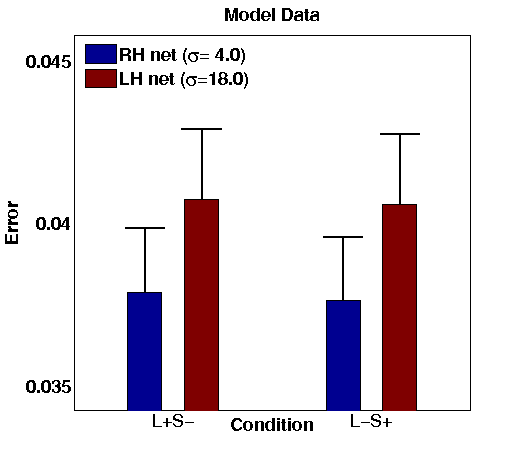 Model Data
RH net (σ= 4.0)
LH net (σ=18.0)
0.045
0.04
0.035
Error
L+S− L−S+
Condition